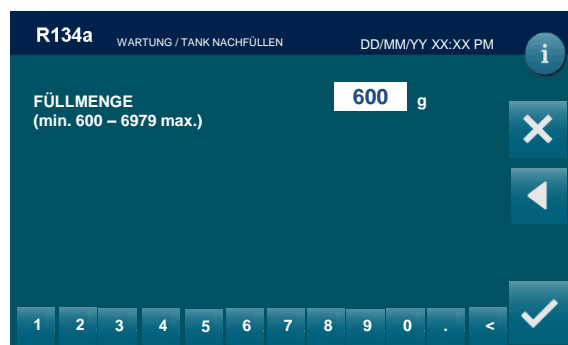 R134a WARTUNG / TANK NACHFÜLLEN DD/MM/YY XX:XX PM i
FÜLLMENGE 600 g
(min. 600 – 6979 max.)
1 2 3 4 5 6 7 8 9 0 . <